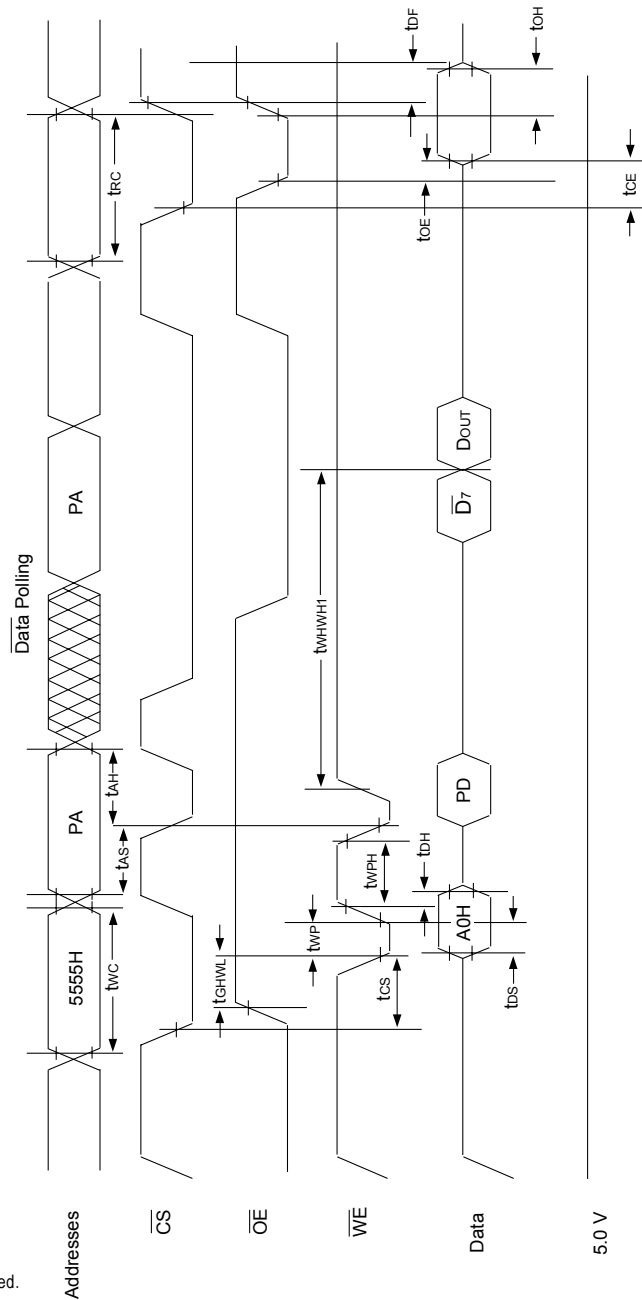 Data Polling
Addresses
5555H
PA
PA
tWC
tAS
tAH
tRC
CS
OE
tGHWL
WE
tCS
tWP
tWPH
tWHWH1
Data
A0H
PD
D7
DOUT
tDS
tDH
tOE
tDF
tOH
tCE
5.0 V
ed.